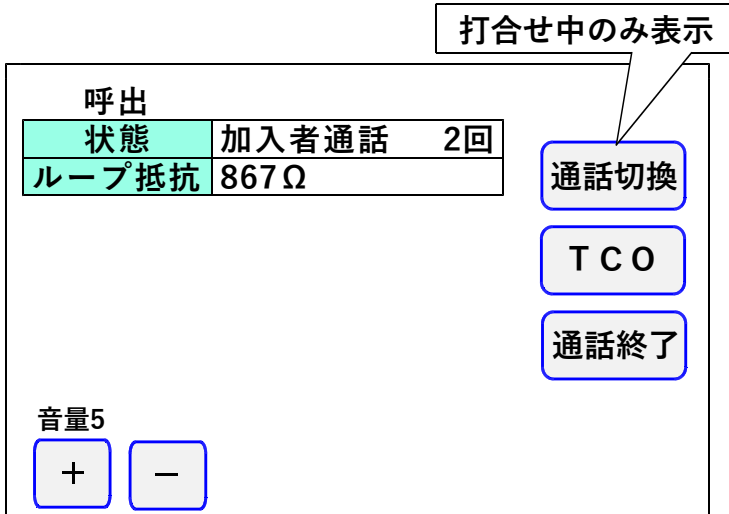 打合せ中のみ表示
呼出
状態 加入者通話 2回
ループ抵抗 867Ω
通話切換
TCO
通話終了
音量5
+ −